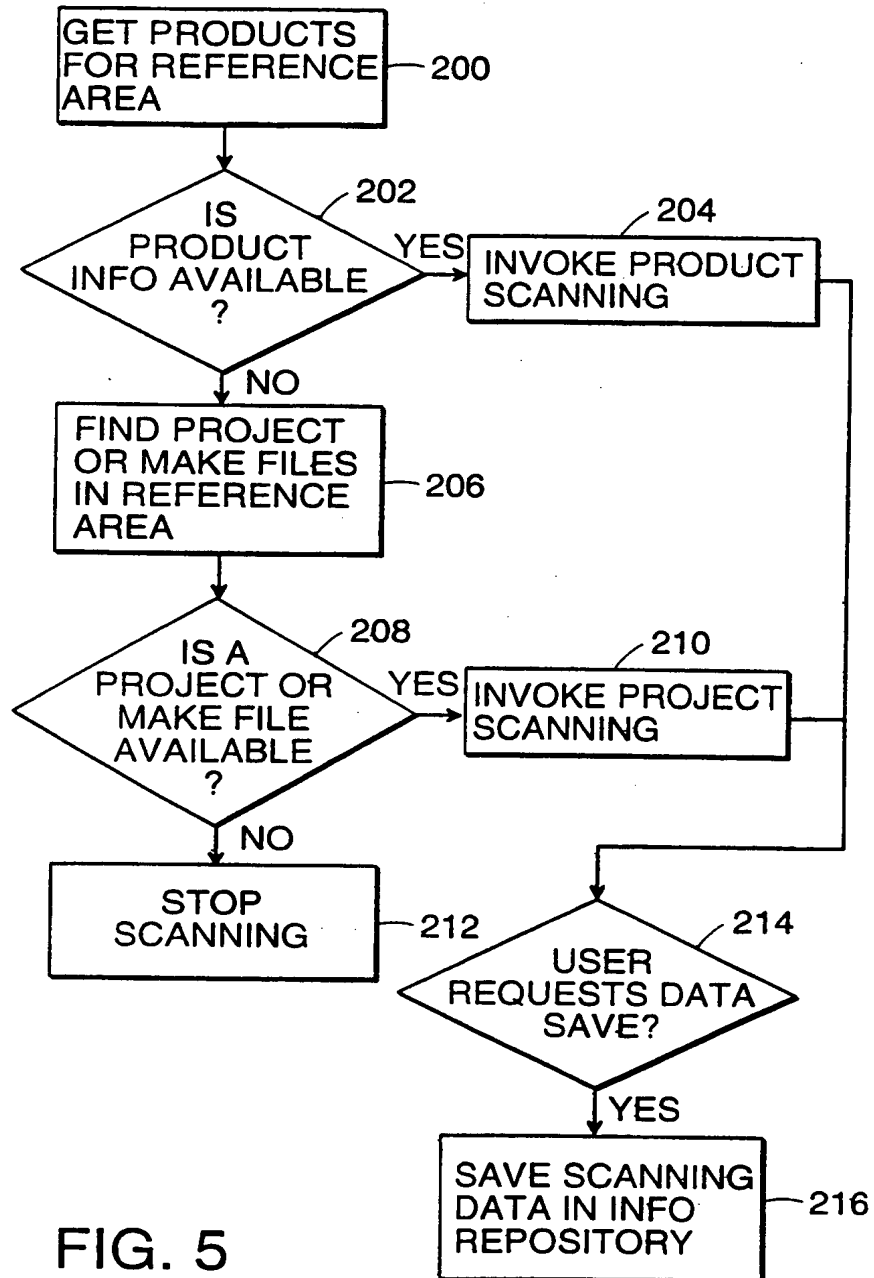 GET PRODUCTS
FOR REFERENCE
AREA
200
202
IS
PRODUCT
INFO AVAILABLE
?
YES
204
INVOKE PRODUCT
SCANNING
NO
FIND PROJECT
OR MAKE FILES
IN REFERENCE
AREA
206
208
IS A
PROJECT OR
MAKE FILE
AVAILABLE
?
YES
210
INVOKE PROJECT
SCANNING
NO
STOP
SCANNING
212
214
USER
REQUESTS DATA
SAVE?
YES
SAVE SCANNING
DATA IN INFO
REPOSITORY
216
FIG. 5